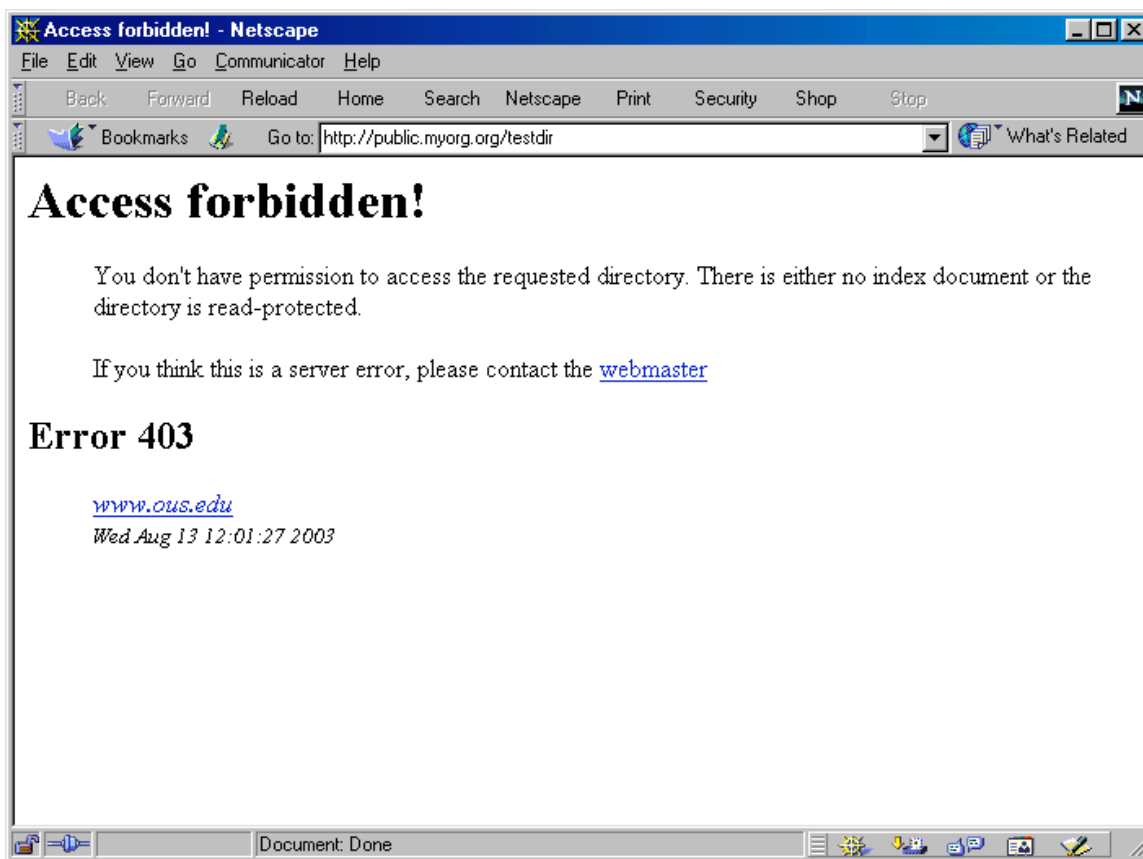 Access forbidden! - Netscape
File Edit View Go Communicator Help
Back Forward Reload Home Search Netscape Print Security Shop Stop N
Bookmarks Go to: http://public.myorg.org/testdir What's Related
Access forbidden!
You don't have permission to access the requested directory. There is either no index document or the
directory is read-protected.
If you think this is a server error, please contact the webmaster
Error 403
www.ous.edu
Wed Aug 13 12:01:27 2003
Document: Done